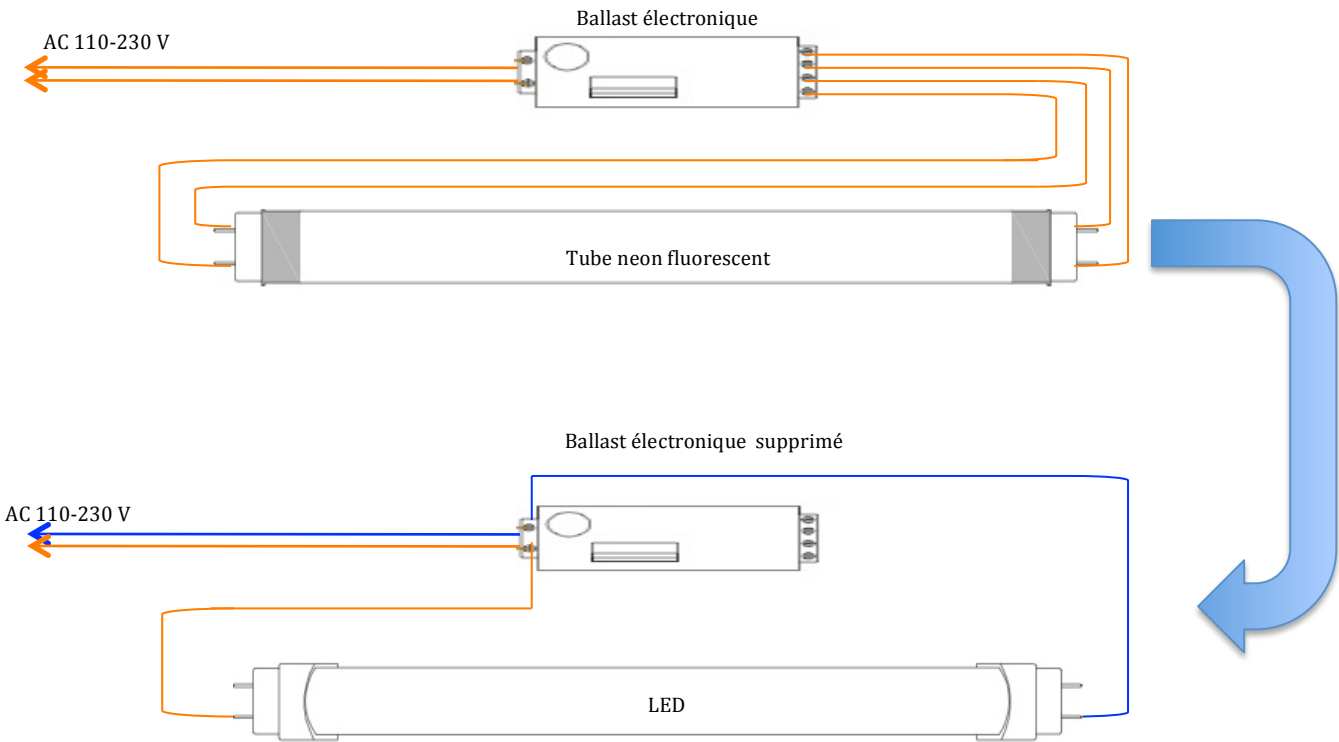 Ballast électronique
AC 110-230 V
Tube neon fluorescent
Ballast électronique supprimé
AC 110-230 V
LED